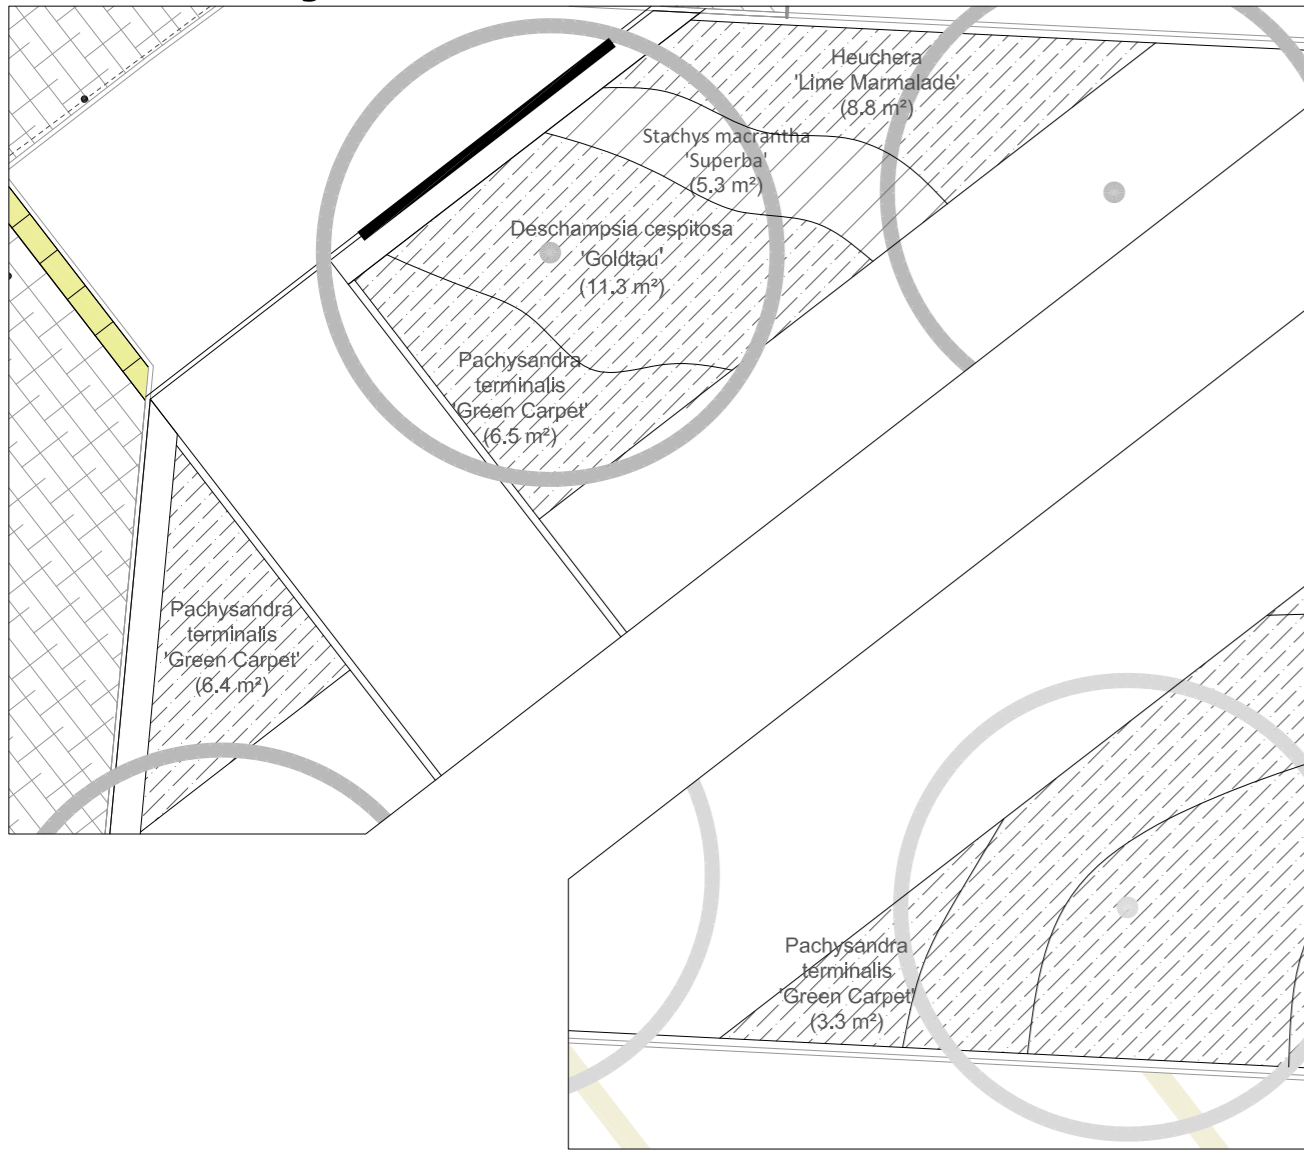 Heuchera
'Lime Marmalade'
(8.8 m²)
Stachys macrantha
'Superba'
(5.3 m²)
Deschampsia cespitosa
'Goldtau'
(11.3 m²)
Pachysandra
terminalis
'Green Carpet'
(6.5 m²)
Pachysandra
terminalis
'Green Carpet'
(6.4 m²)
Pachysandra
terminalis
'Green Carpet'
(3.3 m²)